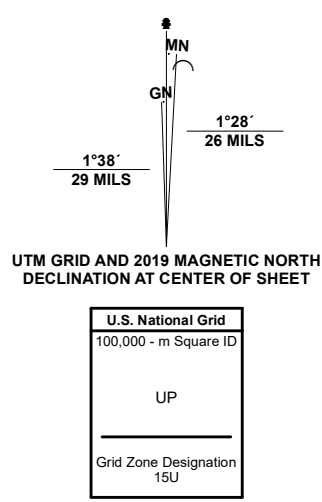 MN
GN
1°28´
26 MILS
1°38´
29 MILS
UTM GRID AND 2019 MAGNETIC NORTH
DECLINATION AT CENTER OF SHEET
U.S. National Grid
100,000 - m Square ID
UP
Grid Zone Designation
15U